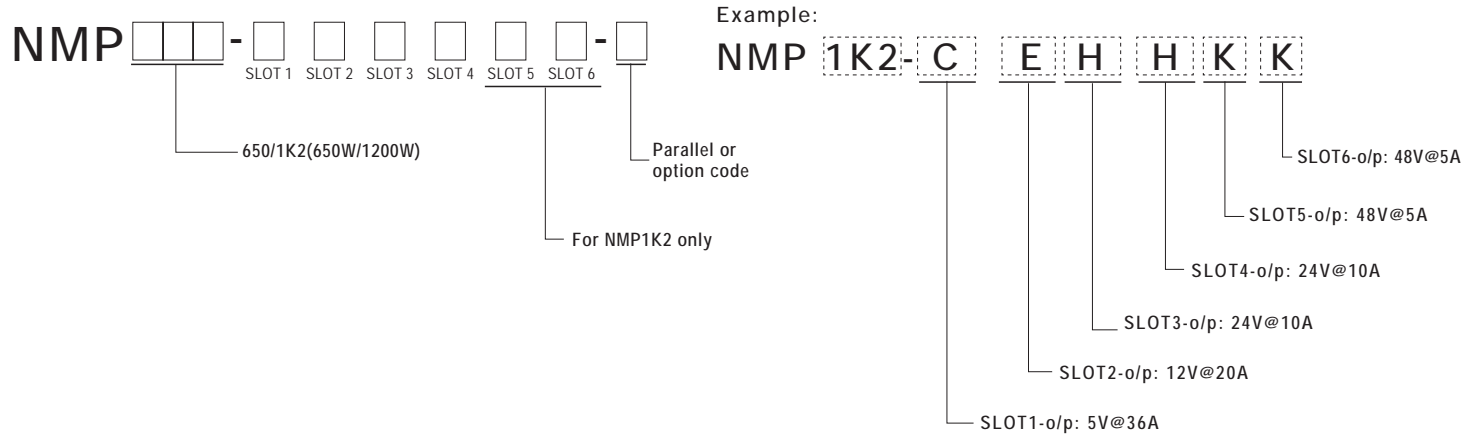 NMP - -
SLOT 1 SLOT 2 SLOT 3 SLOT 4 SLOT 5 SLOT 6
650/1K2(650W/1200W)
Parallel or
option code
For NMP1K2 only
Example:
NMP 1K2-C E H H K K
SLOT6-o/p: 48V@5A
SLOT5-o/p: 48V@5A
SLOT4-o/p: 24V@10A
SLOT3-o/p: 24V@10A
SLOT2-o/p: 12V@20A
SLOT1-o/p: 5V@36A